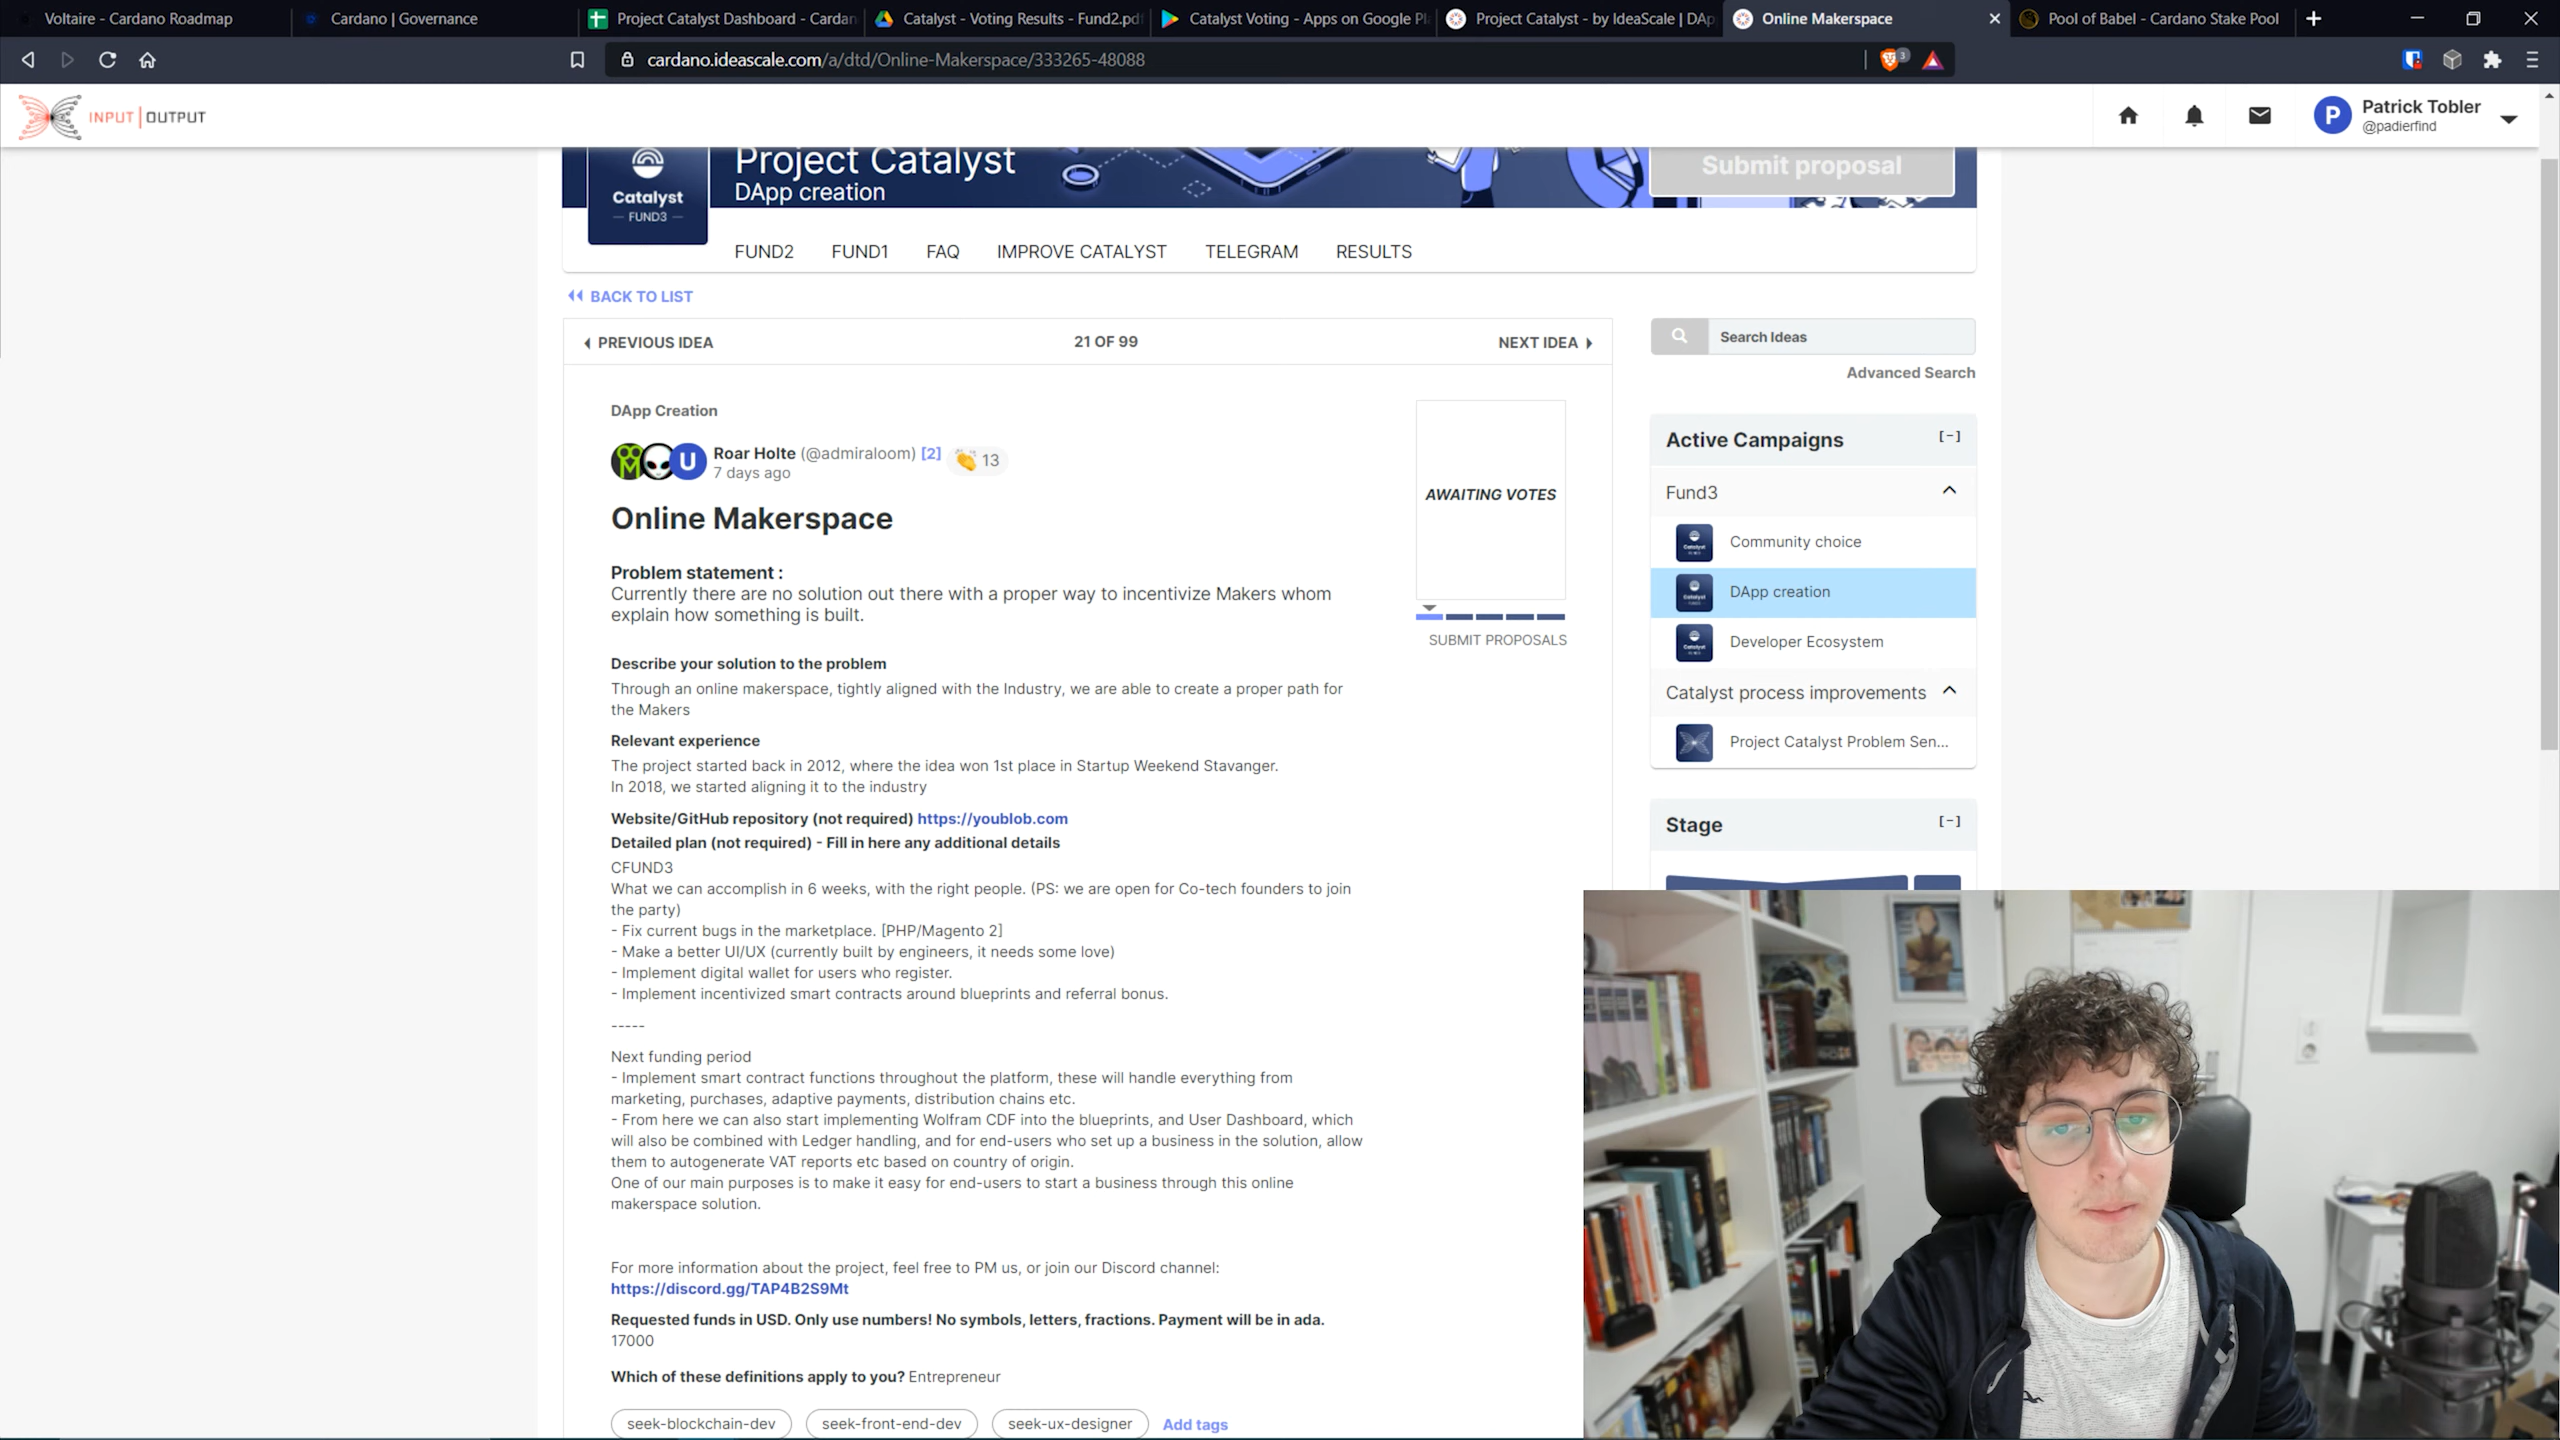 Voltaire - Cardano Roadmap
Cardano | Governance
Project Catalyst Dashboard - Cardan
Catalyst - Voting Results - Fund2.pdf
Catalyst Voting - Apps on Google Pl
Project Catalyst - by IdeaScale | DAp
Online Makerspace
Pool of Babel - Cardano Stake Pool
cardano.ideascale.com/a/dtd/Online-Makerspace/333265-48088
3
INPUT | OUTPUT
P
Patrick Tobler
@padierfind
Catalyst
— FUND3 —
Project Catalyst
DApp creation
Submit proposal
FUND2
FUND1
FAQ
IMPROVE CATALYST
TELEGRAM
RESULTS
BACK TO LIST
PREVIOUS IDEA
21 OF 99
NEXT IDEA
Search Ideas
Advanced Search
DApp Creation
U
Roar Holte (@admiraloom) [2]
13
7 days ago
AWAITING VOTES
SUBMIT PROPOSALS
Online Makerspace
Problem statement :
Currently there are no solution out there with a proper way to incentivize Makers whom
explain how something is built.
Describe your solution to the problem
Through an online makerspace, tightly aligned with the Industry, we are able to create a proper path for
the Makers
Relevant experience
The project started back in 2012, where the idea won 1st place in Startup Weekend Stavanger.
In 2018, we started aligning it to the industry
Website/GitHub repository (not required) https://youblob.com
Detailed plan (not required) - Fill in here any additional details
CFUND3
What we can accomplish in 6 weeks, with the right people. (PS: we are open for Co-tech founders to join
the party)
- Fix current bugs in the marketplace. [PHP/Magento 2]
- Make a better UI/UX (currently built by engineers, it needs some love)
- Implement digital wallet for users who register.
- Implement incentivized smart contracts around blueprints and referral bonus.
-----
Next funding period
- Implement smart contract functions throughout the platform, these will handle everything from
marketing, purchases, adaptive payments, distribution chains etc.
- From here we can also start implementing Wolfram CDF into the blueprints, and User Dashboard, which
will also be combined with Ledger handling, and for end-users who set up a business in the solution, allow
them to autogenerate VAT reports etc based on country of origin.
One of our main purposes is to make it easy for end-users to start a business through this online
makerspace solution.
For more information about the project, feel free to PM us, or join our Discord channel:
https://discord.gg/TAP4B2S9Mt
Requested funds in USD. Only use numbers! No symbols, letters, fractions. Payment will be in ada.
17000
Which of these definitions apply to you? Entrepreneur
seek-blockchain-dev
seek-front-end-dev
seek-ux-designer
Add tags
Active Campaigns
[-]
Fund3
Community choice
DApp creation
Developer Ecosystem
Catalyst process improvements
Project Catalyst Problem Sen...
Stage
[-]